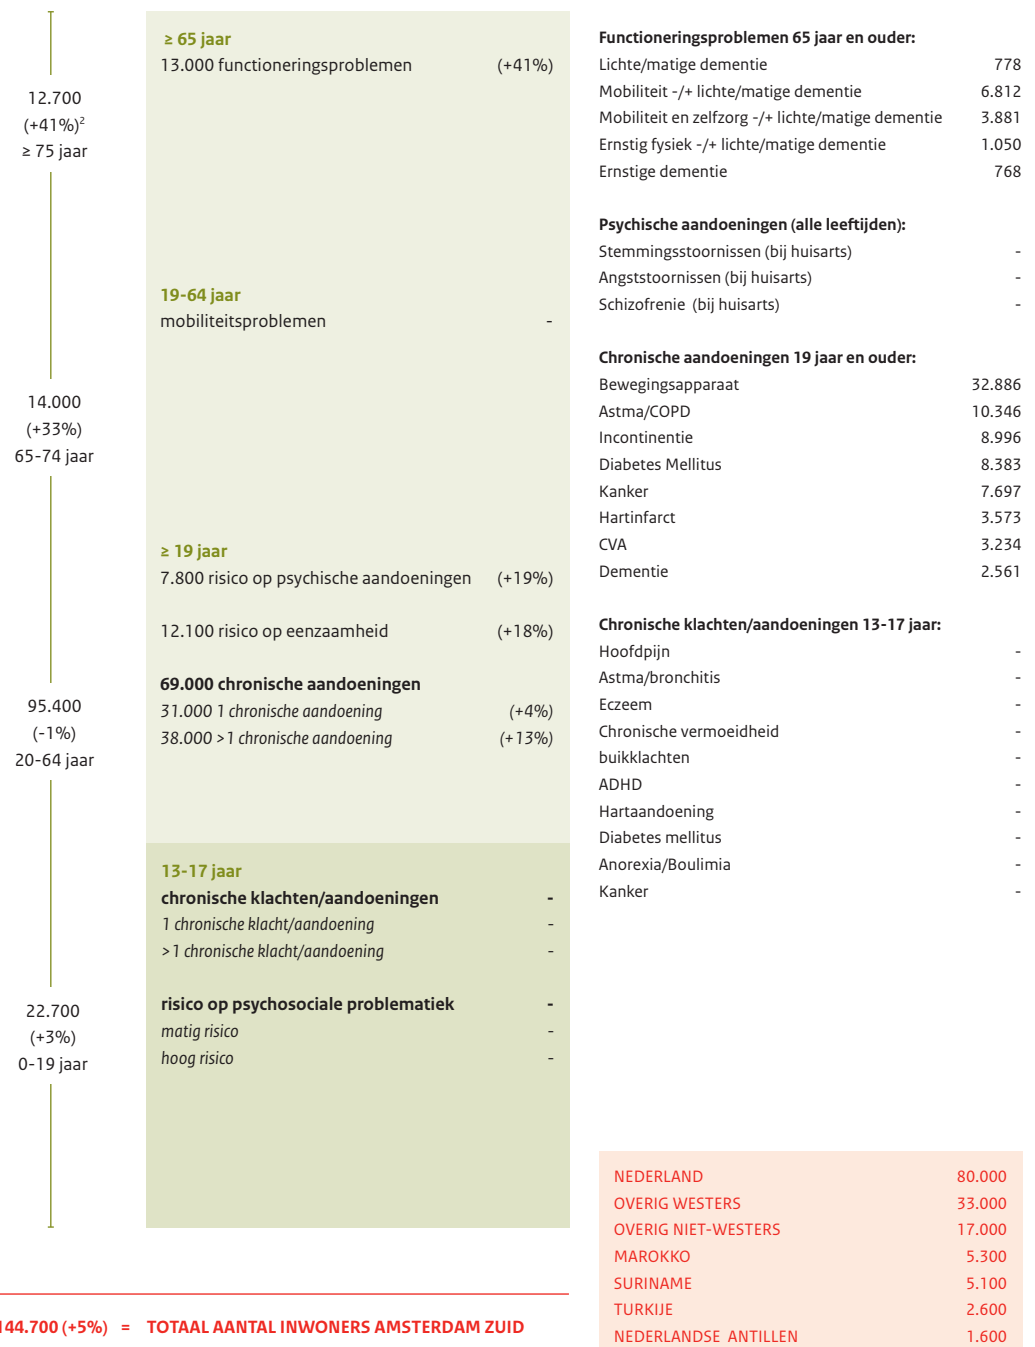 12.700
(+41%)²
≥ 75 jaar
14.000
(+33%)
65-74 jaar
95.400
(-1%)
20-64 jaar
22.700
(+3%)
0-19 jaar
≥ 65 jaar
13.000 functioneringsproblemen (+41%)
19-64 jaar
mobiliteitsproblemen -
≥ 19 jaar
7.800 risico op psychische aandoeningen (+19%)
12.100 risico op eenzaamheid (+18%)
69.000 chronische aandoeningen
31.000 1 chronische aandoening (+4%)
38.000 >1 chronische aandoening (+13%)
13-17 jaar
chronische klachten/aandoeningen -
1 chronische klacht/aandoening -
>1 chronische klacht/aandoening -
risico op psychosociale problematiek -
matig risico -
hoog risico -
144.700 (+5%) = TOTAAL AANTAL INWONERS AMSTERDAM ZUID
Functioneringsproblemen 65 jaar en ouder:
Lichte/matige dementie 778
Mobiliteit -/+ lichte/matige dementie 6.812
Mobiliteit en zelfzorg -/+ lichte/matige dementie 3.881
Ernstig fysiek -/+ lichte/matige dementie 1.050
Ernstige dementie 768
Psychische aandoeningen (alle leeftijden):
Stemmingsstoornissen (bij huisarts) -
Angststoornissen (bij huisarts) -
Schizofrenie (bij huisarts) -
Chronische aandoeningen 19 jaar en ouder:
Bewegingsapparaat 32.886
Astma/COPD 10.346
Incontinentie 8.996
Diabetes Mellitus 8.383
Kanker 7.697
Hartinfarct 3.573
CVA 3.234
Dementie 2.561
Chronische klachten/aandoeningen 13-17 jaar:
Hoofdpijn -
Astma/bronchitis -
Eczeem -
Chronische vermoeidheid -
buikklachten -
ADHD -
Hartaandoening -
Diabetes mellitus -
Anorexia/Boulimia -
Kanker -
NEDERLAND 80.000
OVERIG WESTERS 33.000
OVERIG NIET-WESTERS 17.000
MAROKKO 5.300
SURINAME 5.100
TURKIJE 2.600
NEDERLANDSE ANTILLEN 1.600